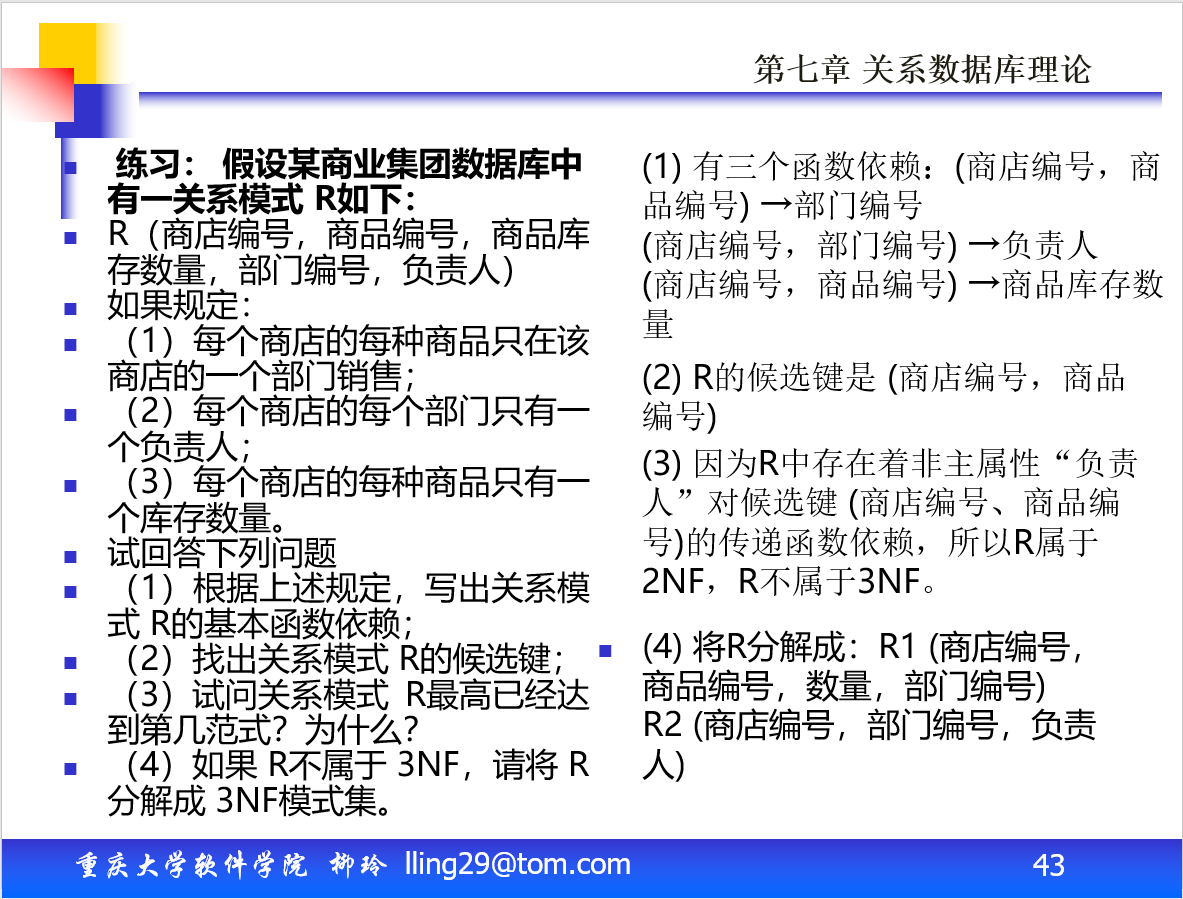 第七章 关系数据库理论
练习： 假设某商业集团数据库中
有一关系模式 R如下：
R（商店编号，商品编号，商品库
存数量，部门编号，负责人）
如果规定：
（1）每个商店的每种商品只在该
商店的一个部门销售；
（2）每个商店的每个部门只有一
个负责人；
（3）每个商店的每种商品只有一
个库存数量。
试回答下列问题
（1）根据上述规定，写出关系模
式 R的基本函数依赖；
（2）找出关系模式 R的候选键；
（3）试问关系模式 R最高已经达
到第几范式？为什么？
（4）如果 R不属于 3NF，请将 R
分解成 3NF模式集。
(1) 有三个函数依赖：(商店编号，商
品编号) →部门编号
(商店编号，部门编号) →负责人
(商店编号，商品编号) →商品库存数
量
(2) R的候选键是 (商店编号，商品
编号)
(3) 因为R中存在着非主属性“负责
人”对候选键 (商店编号、商品编
号)的传递函数依赖，所以R属于
2NF，R不属于3NF。
(4) 将R分解成：R1 (商店编号，
商品编号，数量，部门编号)
R2 (商店编号，部门编号，负责
人)
重庆大学软件学院 柳玲 lling29@tom.com
43